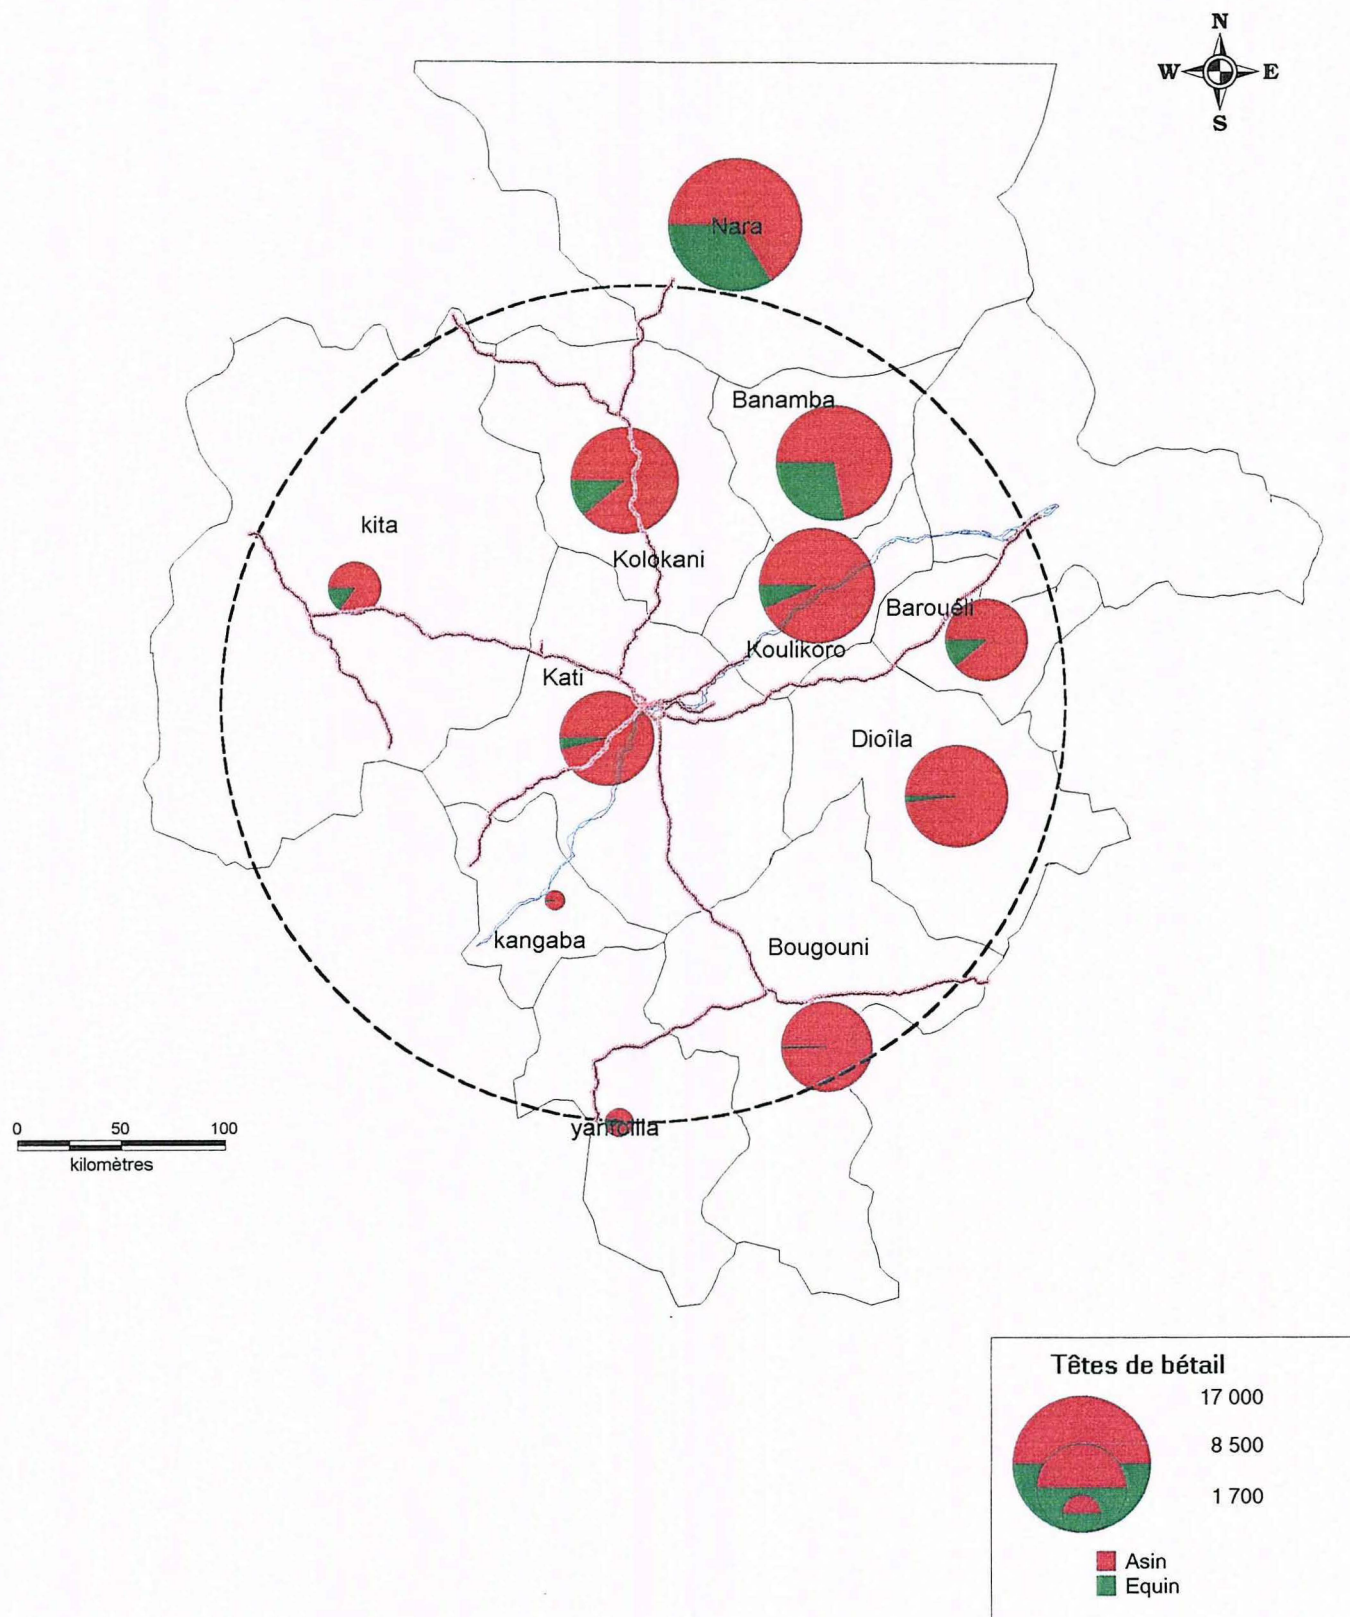 N
W E
S
Nara
Banamba
kita
Kolokani
Barouéli
Koulikoro
Kati
Dioîla
kangaba
Bougouni
0 50 100
kilomètres
Têtes de bétail
17 000
8 500
1 700
Asin
Equin